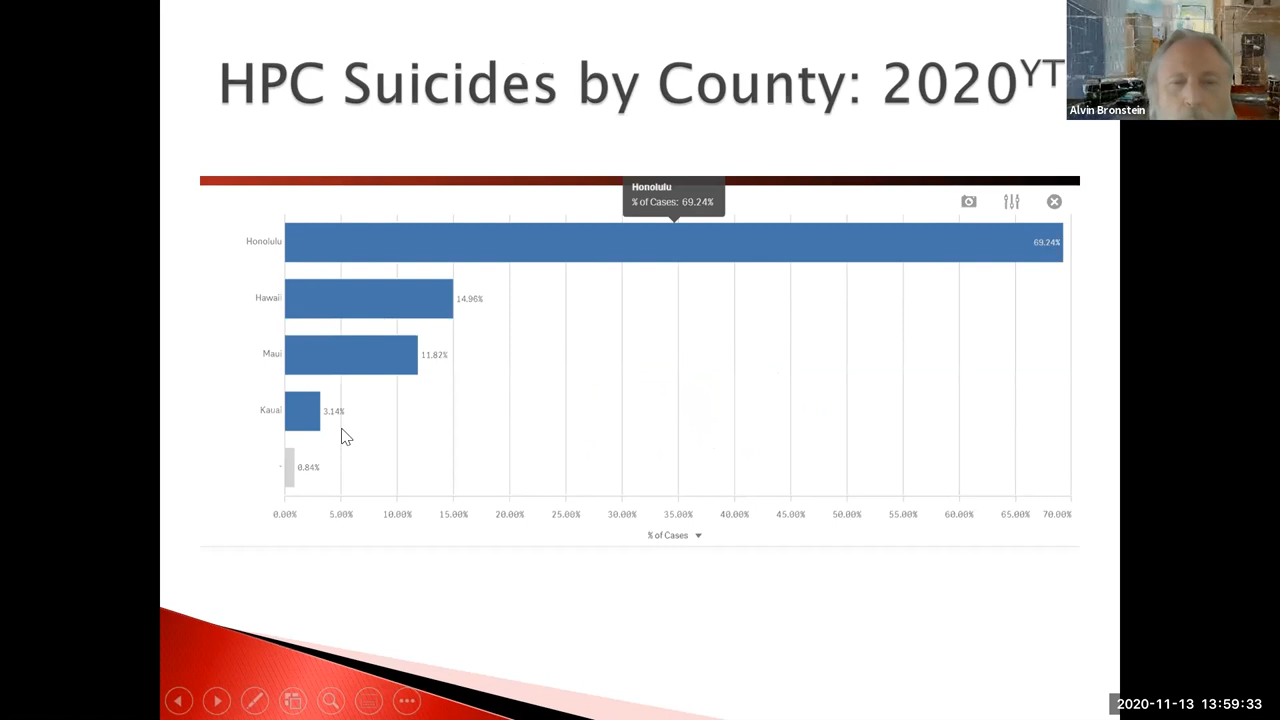 HPC Suicides by County: 2020YT
Alvin Bronstein
Honolulu
% of Cases: 69.24%
Honolulu 69.24%
Hawaii 14.96%
Maui 11.82%
Kauai 3.14%
- 0.84%
0.00% 5.00% 10.00% 15.00% 20.00% 25.00% 30.00% 35.00% 40.00% 45.00% 50.00% 55.00% 60.00% 65.00% 70.00%
% of Cases
2020-11-13 13:59:33